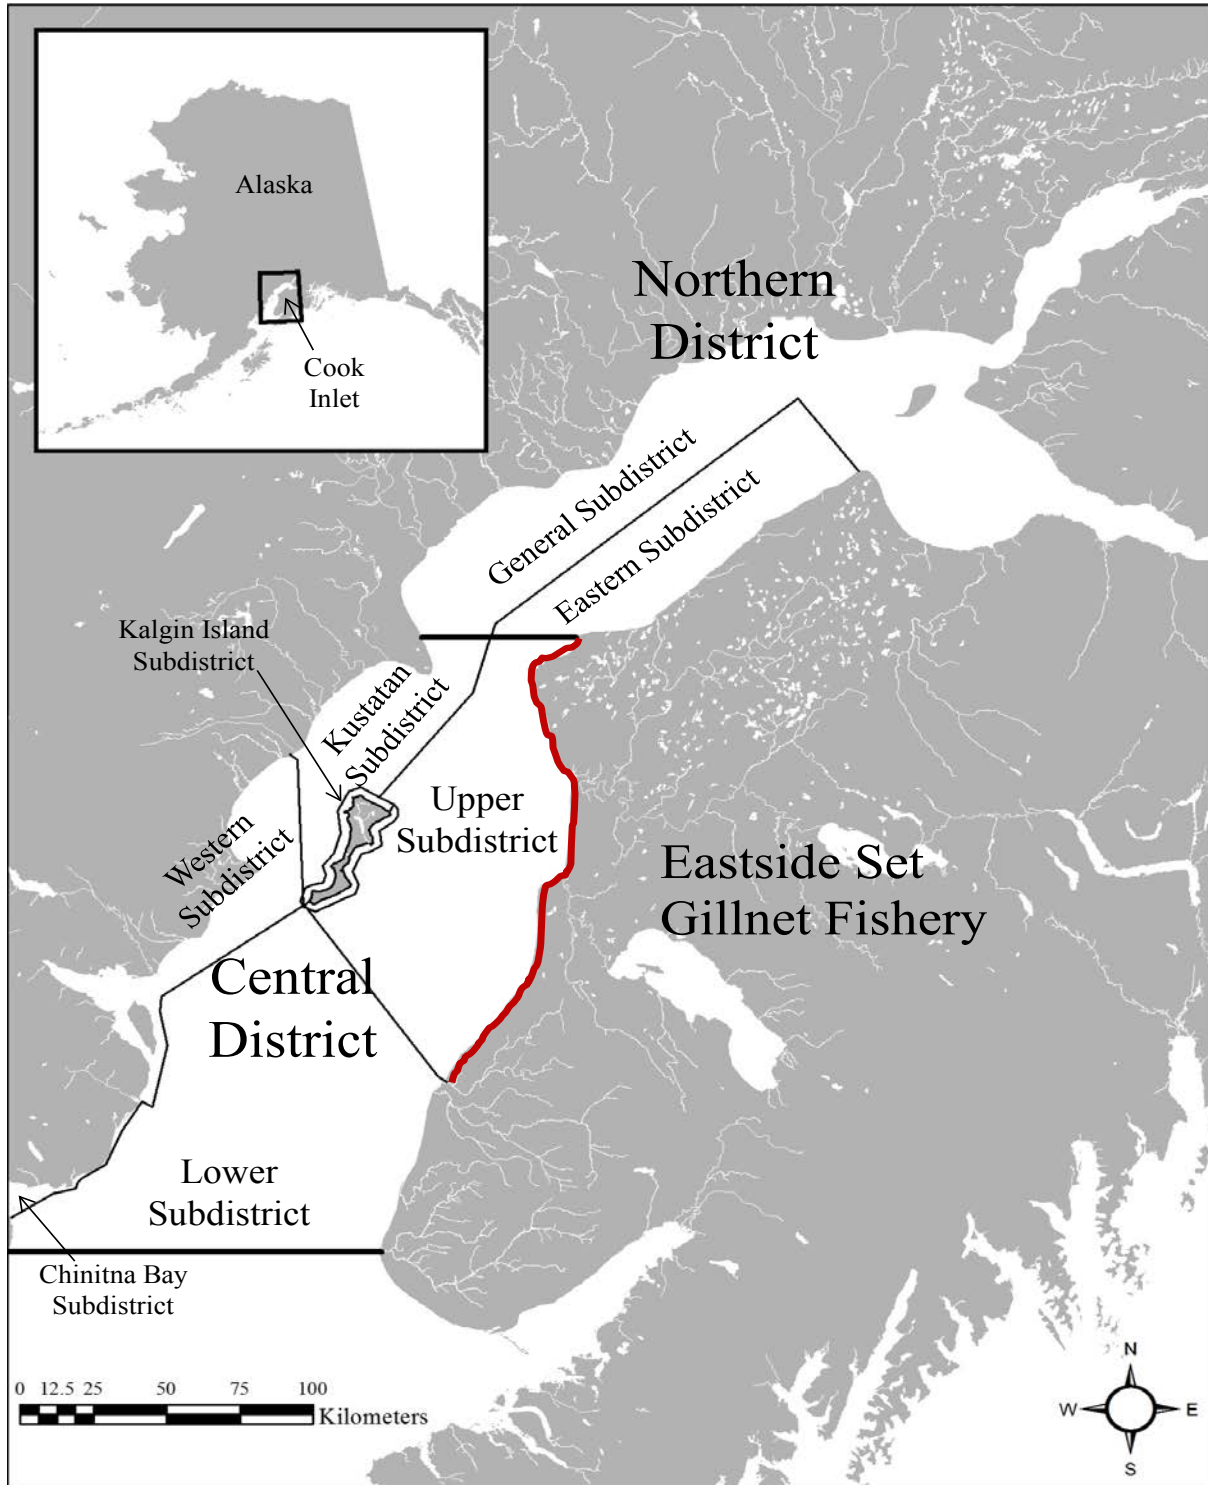 Alaska
Cook
Inlet
Northern
District
General Subdistrict
Eastern Subdistrict
Kalgin Island
Subdistrict
Kustatan
Subdistrict
Upper
Subdistrict
Western
Subdistrict
Eastside Set
Gillnet Fishery
Central
District
Lower
Subdistrict
Chinitna Bay
Subdistrict
0 12.5 25 50 75 100
Kilometers
N
W E
S